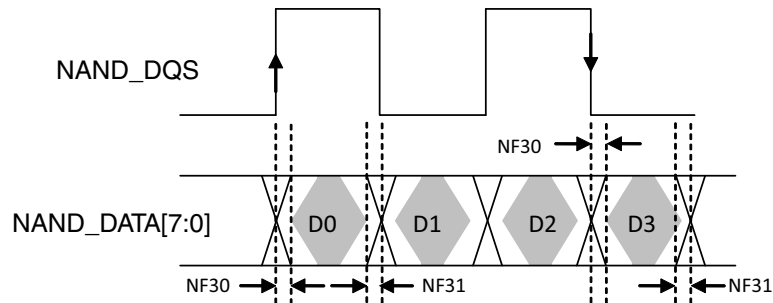 NAND_DQS
NF30
NAND_DATA[7:0]
D0
D1
D2
D3
NF30
NF31
NF31